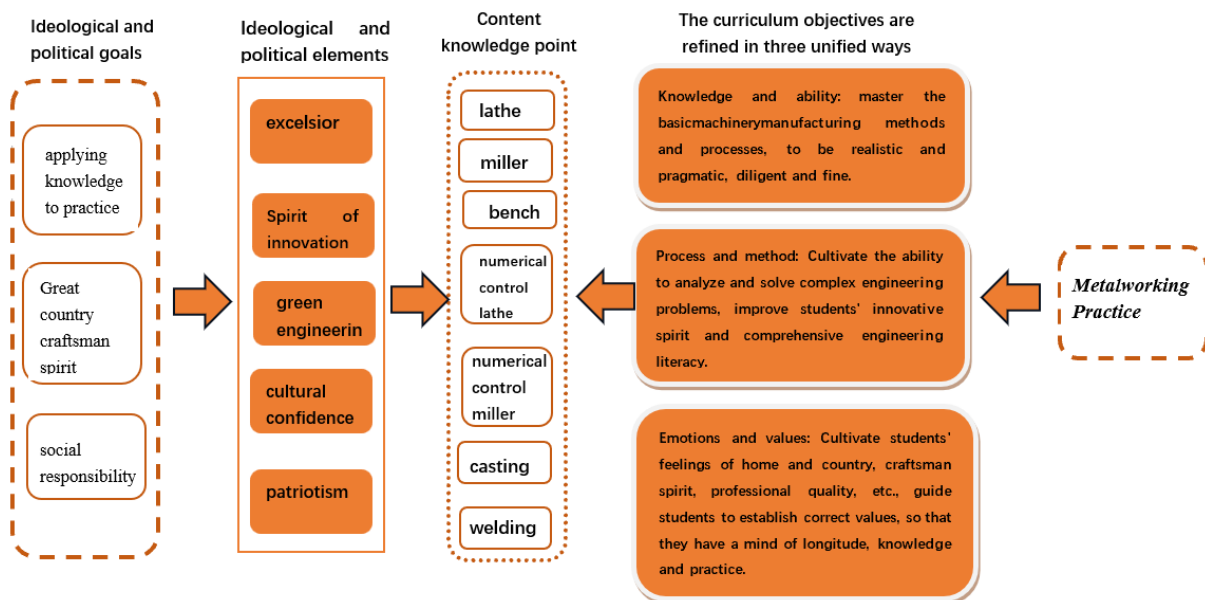 Ideological and
political goals
applying
knowledge
to practice
Great
country
craftsman
spirit
social
responsibility
Ideological and
political elements
excelsior
Spirit of
innovation
green
engineerin
cultural
confidence
patriotism
Content
knowledge point
lathe
miller
bench
numerical
control
lathe
numerical
control
miller
casting
welding
The curriculum objectives are
refined in three unified ways
Knowledge and ability: master the
basicmachinerymanufacturing methods
and processes, to be realistic and
pragmatic, diligent and fine.
Process and method: Cultivate the ability
to analyze and solve complex engineering
problems, improve students' innovative
spirit and comprehensive engineering
literacy.
Emotions and values: Cultivate students'
feelings of home and country, craftsman
spirit, professional quality, etc., guide
students to establish correct values, so that
they have a mind of longitude, knowledge
and practice.
Metalworking
Practice